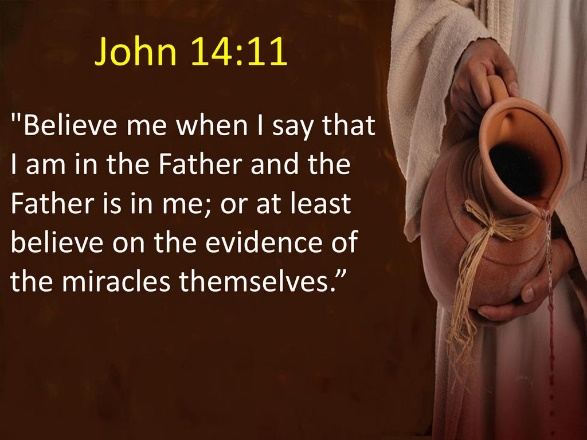 John 14:11
"Believe me when I say that
I am in the Father and the
Father is in me; or at least
believe on the evidence of
the miracles themselves.”